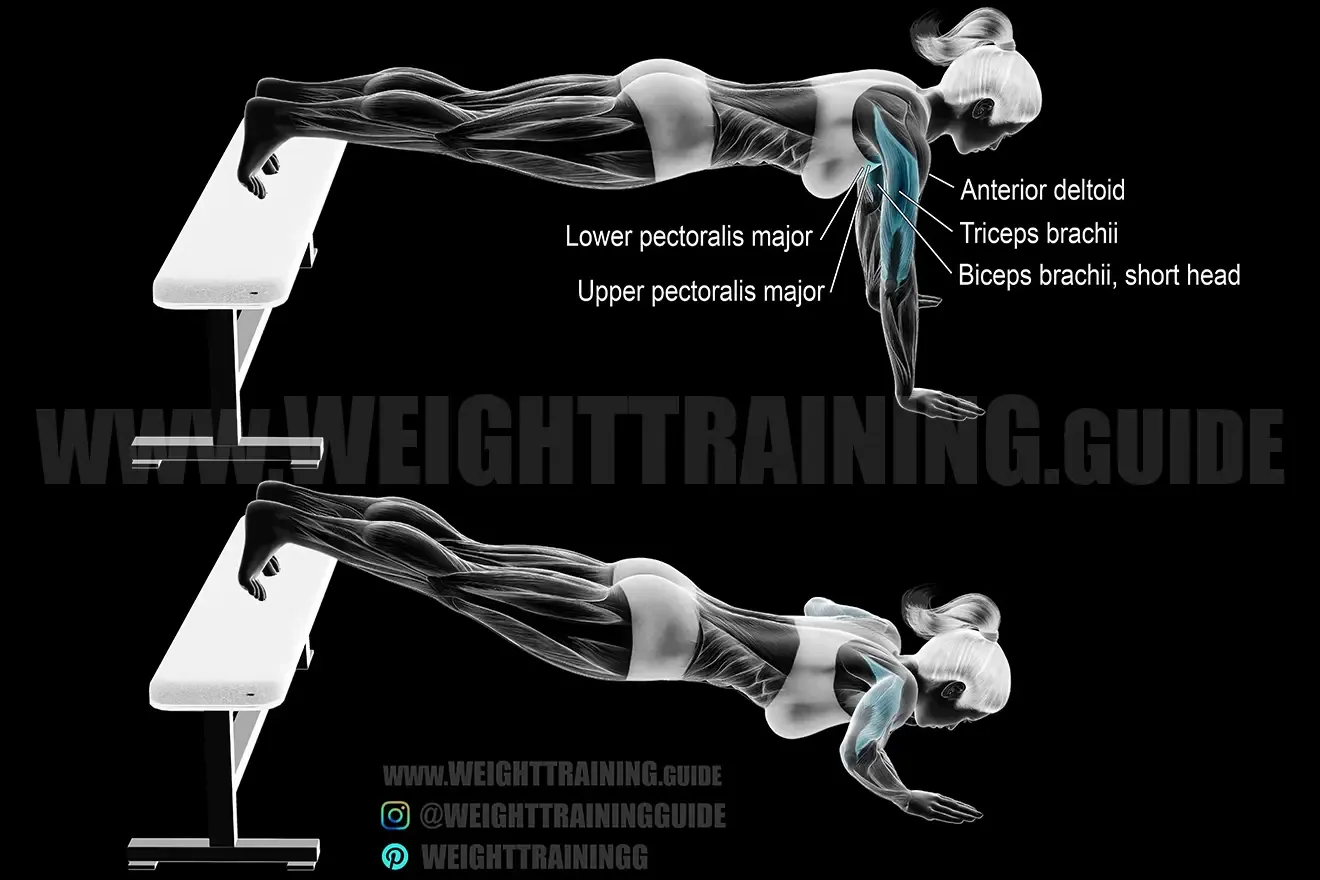 Anterior deltoid
Triceps brachii
Biceps brachii, short head
Lower pectoralis major
Upper pectoralis major
WWW.WEIGHTTRAINING.GUIDE
WWW.WEIGHTTRAINING.GUIDE
@WEIGHTTRAININGGUIDE
WEIGHTTRAININGG